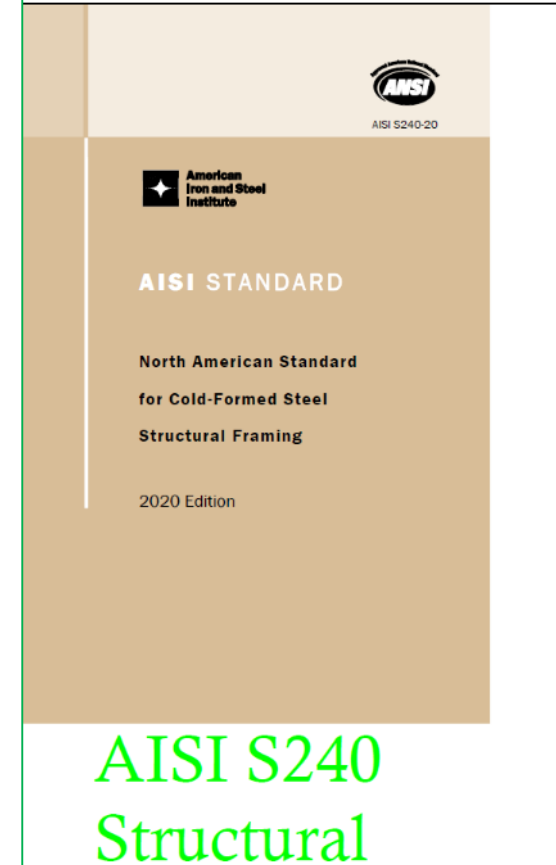 ANSI
AISI S240-20
American
Iron and Steel
Institute
AISI STANDARD
North American Standard
for Cold-Formed Steel
Structural Framing
2020 Edition
AISI S240
Structural